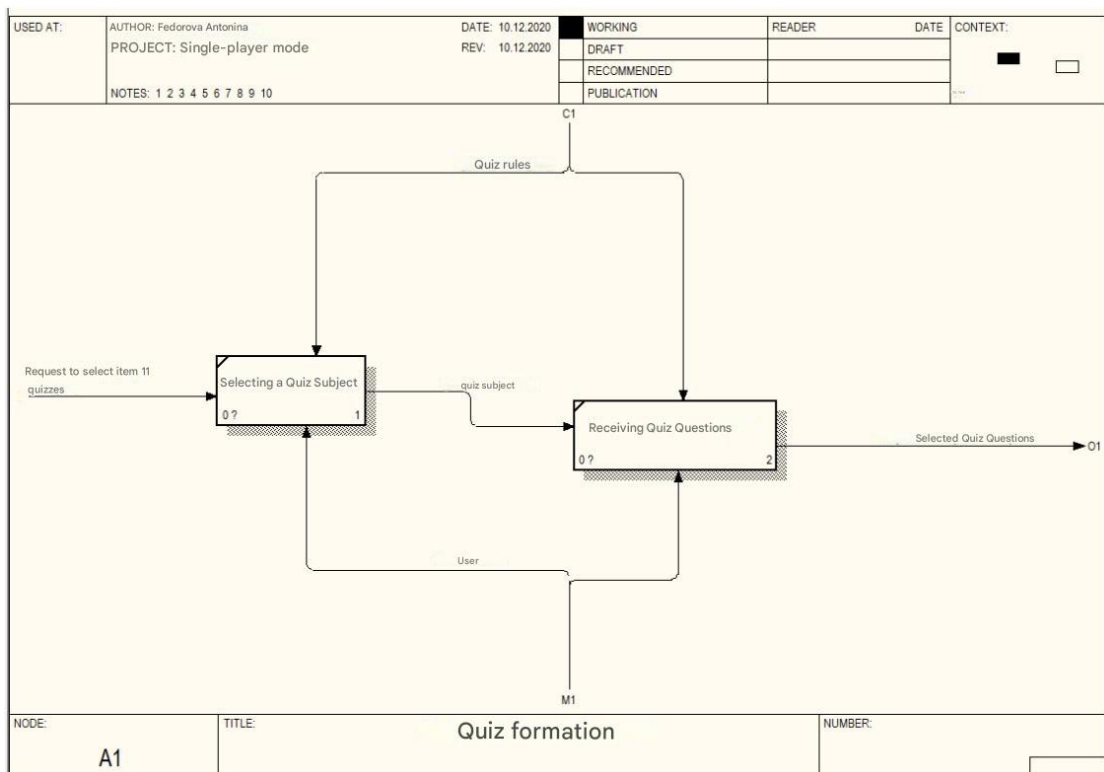 USED AT:
AUTHOR: Fedorova Antonina
DATE: 10.12.2020
WORKING
READER
DATE
CONTEXT:
PROJECT: Single-player mode
REV: 10.12.2020
DRAFT
RECOMMENDED
NOTES: 1 2 3 4 5 6 7 8 9 10
PUBLICATION
C1
Quiz rules
Request to select item 11
quizzes
Selecting a Quiz Subject
0 ?
1
quiz subject
Receiving Quiz Questions
0 ?
2
Selected Quiz Questions
O1
User
M1
NODE:
TITLE:
Quiz formation
NUMBER:
A1